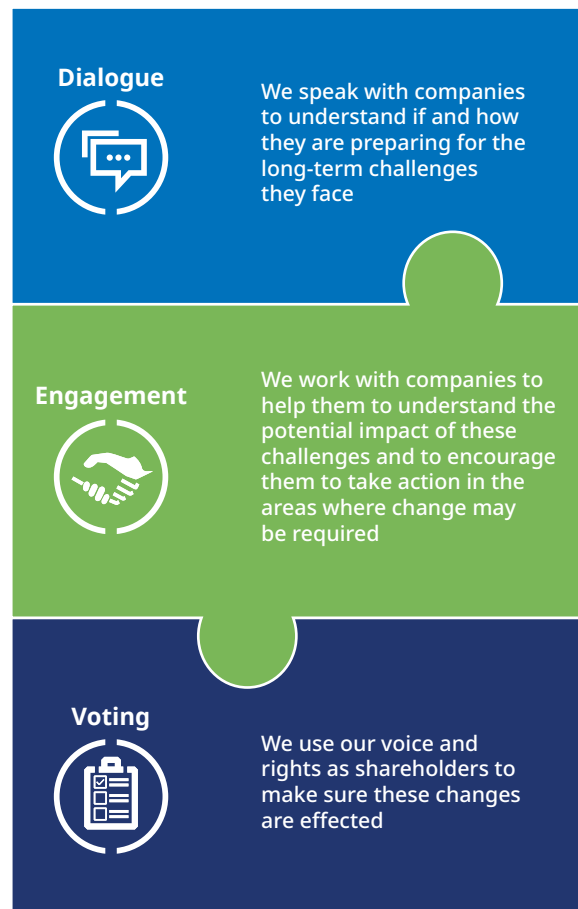 Dialogue
We speak with companies
to understand if and how
they are preparing for the
long-term challenges
they face
Engagement
We work with companies to
help them to understand the
potential impact of these
challenges and to encourage
them to take action in the
areas where change may
be required
Voting
We use our voice and
rights as shareholders to
make sure these changes
are effected